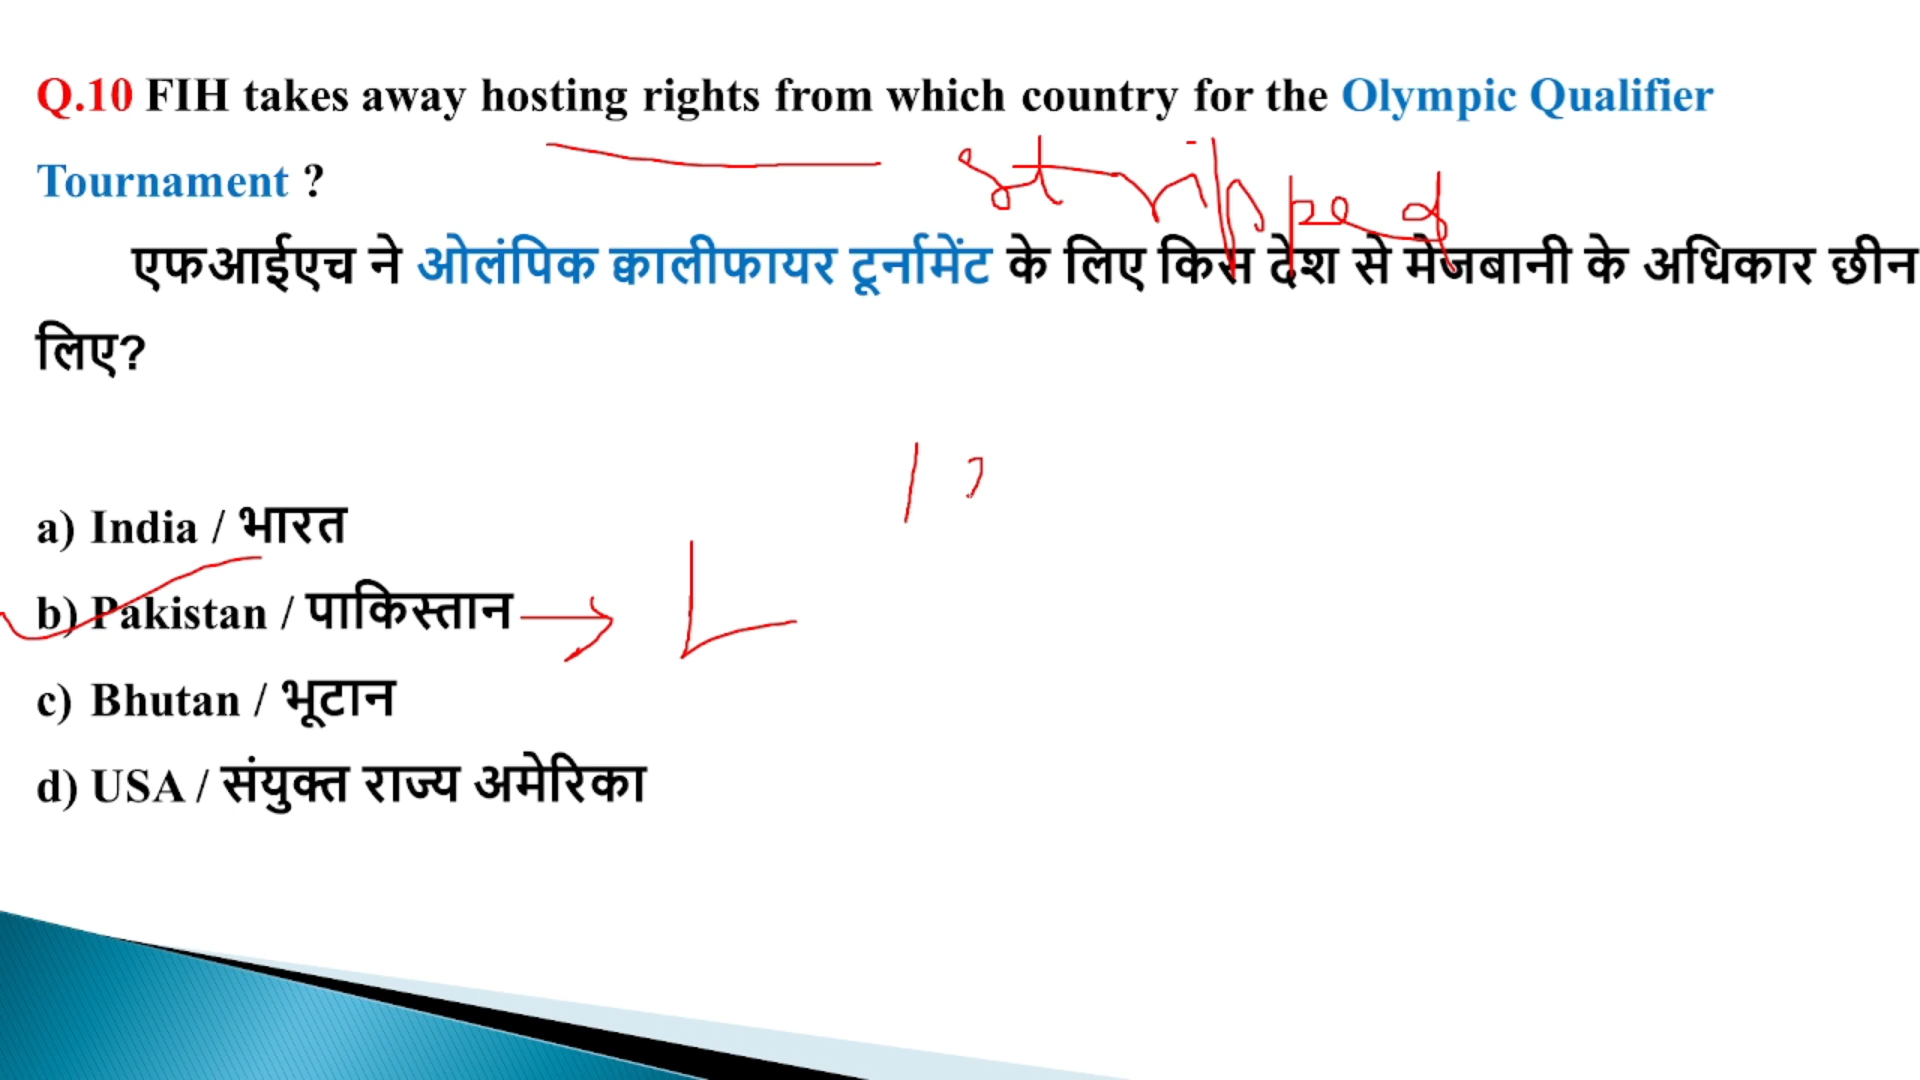 Q.10 FIH takes away hosting rights from which country for the Olympic Qualifier
Tournament ?
stripped
एफआईएच ने ओलंपिक क्वालीफायर टूर्नामेंट के लिए किस देश से मेजबानी के अधिकार छीन
लिए?
a) India / भारत
b) Pakistan / पाकिस्तान
L
c) Bhutan / भूटान
d) USA / संयुक्त राज्य अमेरिका